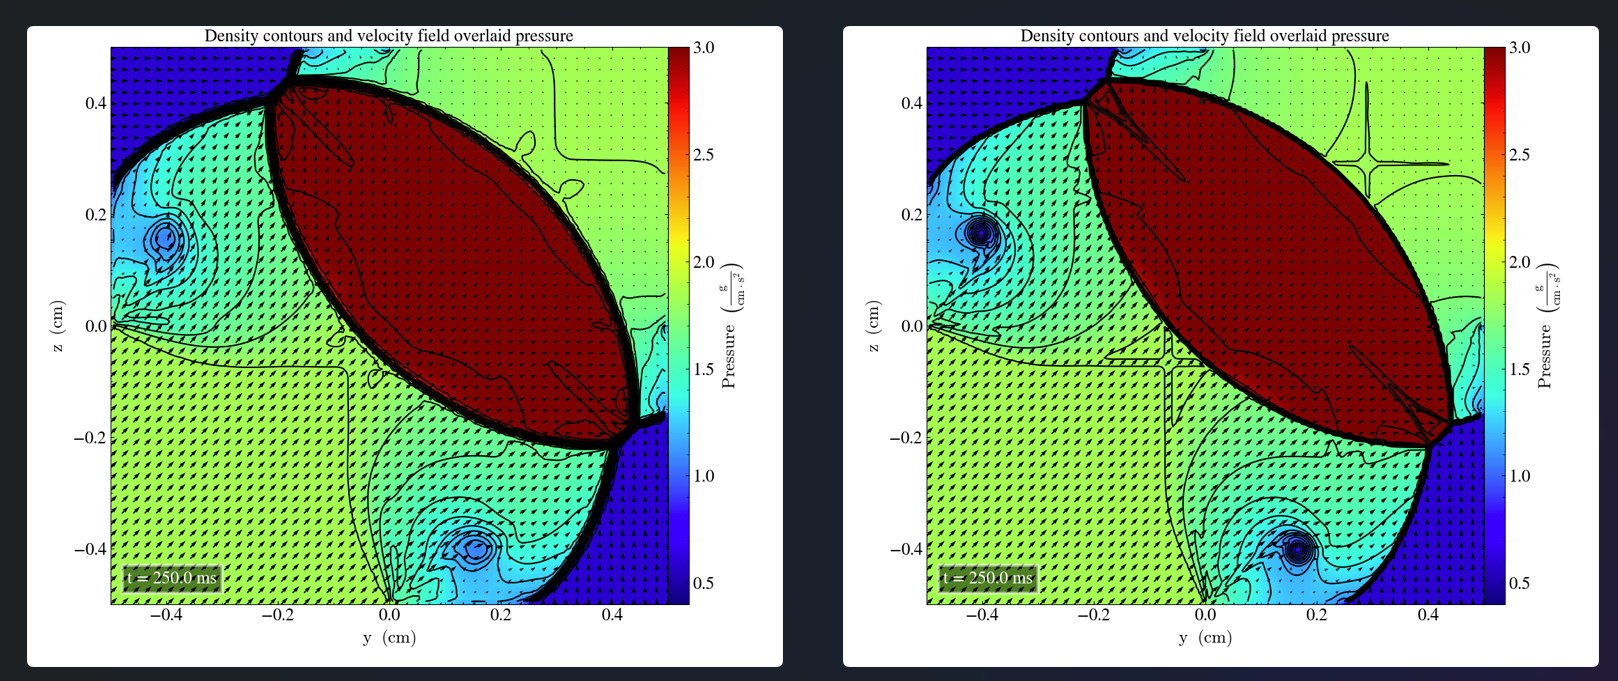 Density contours and velocity field overlaid pressure
3.0
2.5
2.0
1.5
1.0
0.5
Pressure (g/cm·s²)
0.4
0.2
0.0
−0.2
−0.4
z (cm)
t = 250.0 ms
−0.4 −0.2 0.0 0.2 0.4
y (cm)
Density contours and velocity field overlaid pressure
3.0
2.5
2.0
1.5
1.0
0.5
Pressure (g/cm·s²)
0.4
0.2
0.0
−0.2
−0.4
z (cm)
t = 250.0 ms
−0.4 −0.2 0.0 0.2 0.4
y (cm)